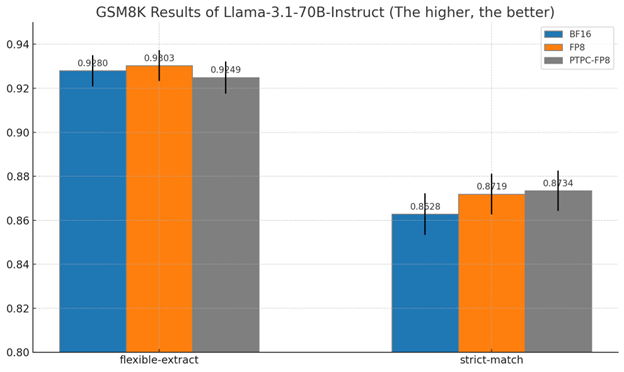 GSM8K Results of Llama-3.1-70B-Instruct (The higher, the better)
BF16
FP8
PTPC-FP8
0.94
0.92
0.90
0.88
0.86
0.84
0.82
0.80
0.9280
0.9303
0.9249
0.8628
0.8719
0.8734
flexible-extract
strict-match